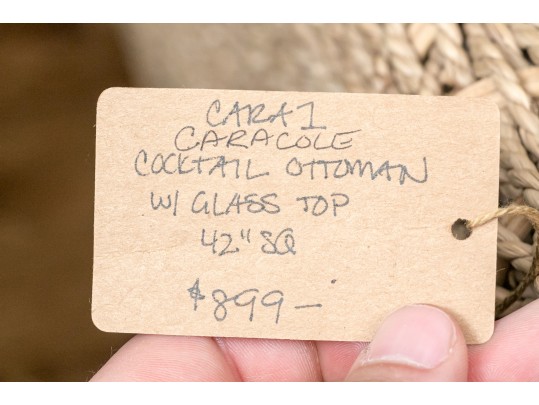 CARA1
CARACOLE
COCKTAIL OTTOMAN
W/ GLASS TOP
42" SQ
$899-